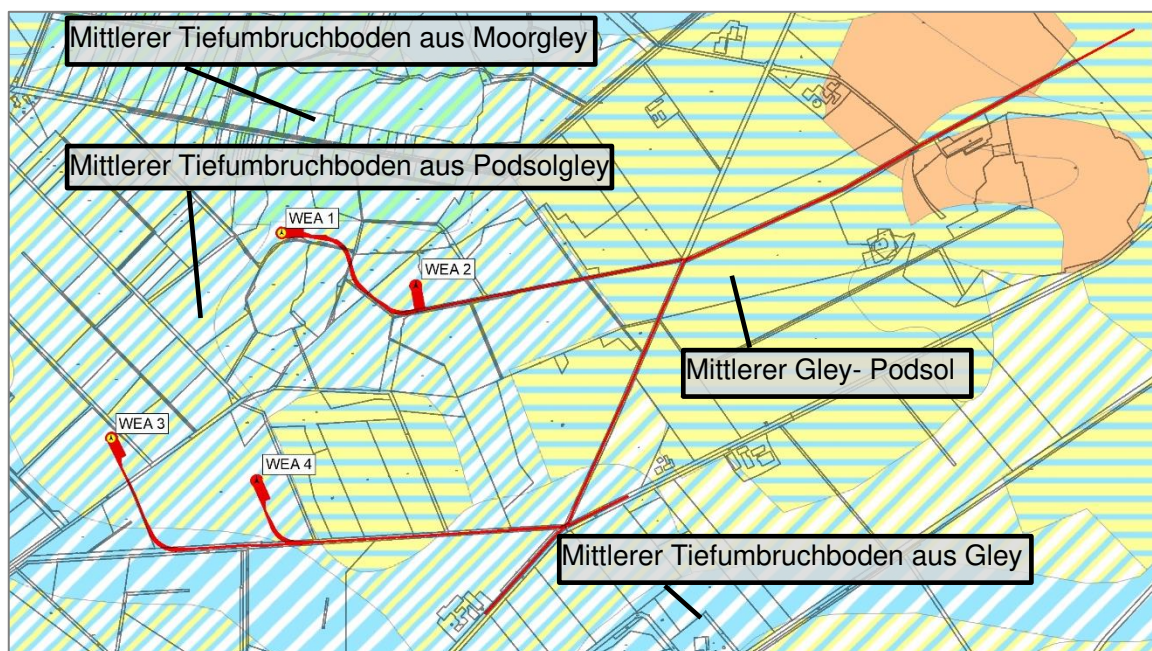 Mittlerer Tiefumbruchboden aus Moorgley
Mittlerer Tiefumbruchboden aus Podsolgley
WEA 1
WEA 2
Mittlerer Gley- Podsol
WEA 3
WEA 4
Mittlerer Tiefumbruchboden aus Gley